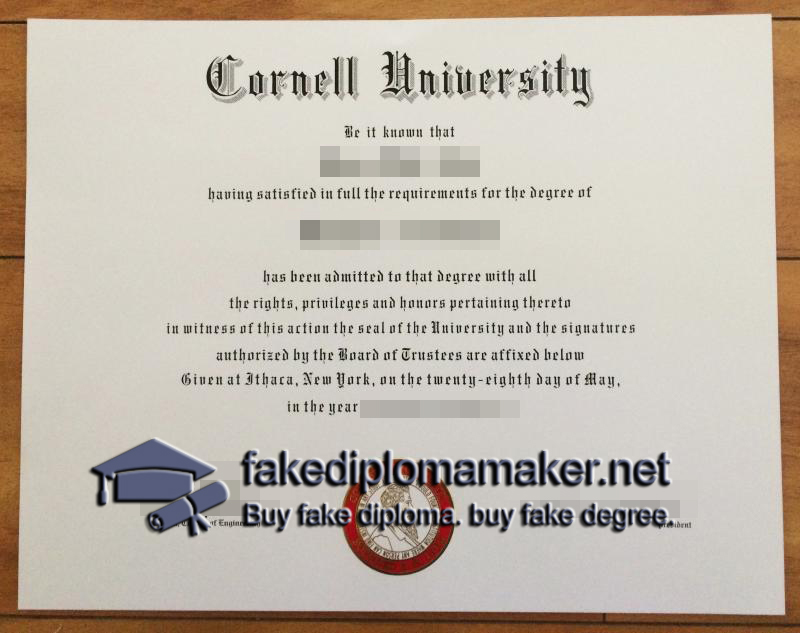 Cornell University
Be it known that
having satisfied in full the requirements for the degree of
has been admitted to that degree with all
the rights, privileges and honors pertaining thereto
in witness of this action the seal of the University and the signatures
authorized by the Board of Trustees are affixed below
Given at Ithaca, New York, on the twenty-eighth day of May,
in the year
fakediplomamaker.net
Buy fake diploma. buy fake degree
of Engineering
President